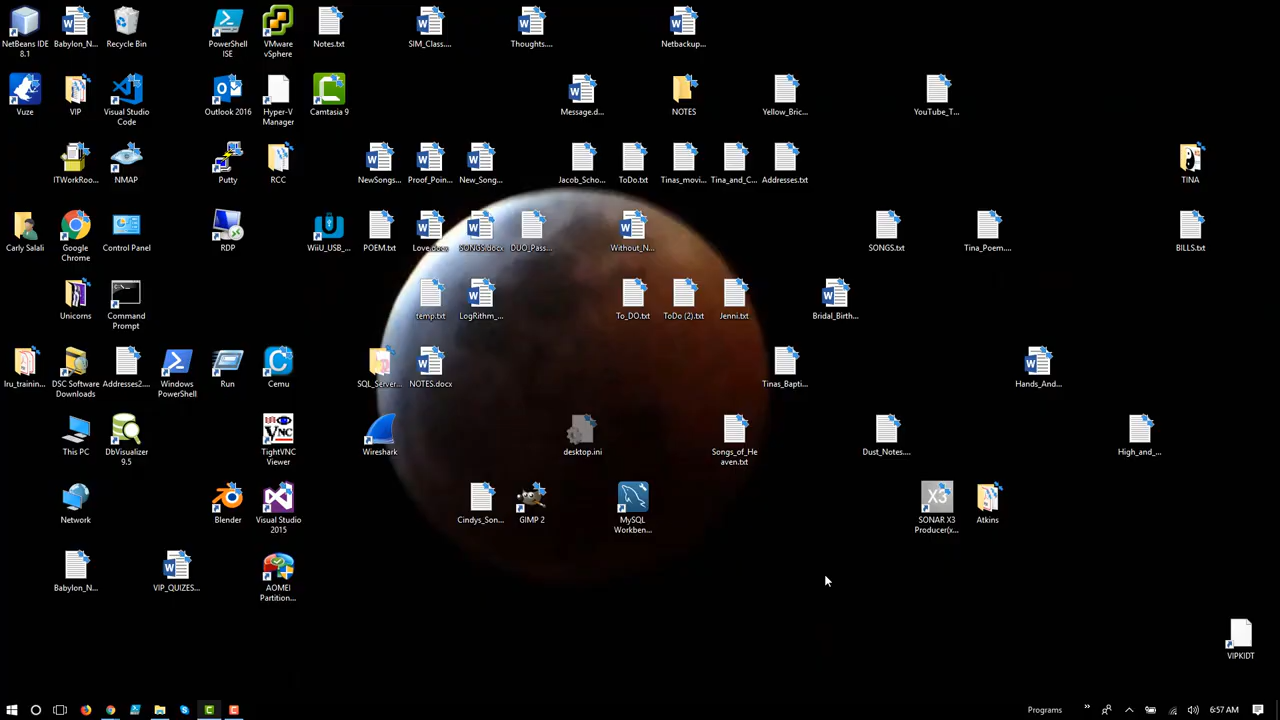 NetBeans IDE
8.1
Babylon_N...
Recycle Bin
PowerShell
ISE
VMware
vSphere
Notes.txt
SIM_Class....
Thoughts....
Netbackup...
Vuze
VIP
Visual Studio
Code
Outlook 2016
Hyper-V
Manager
Camtasia 9
Message.d...
NOTES
Yellow_Bric...
YouTube_T...
ITWorkRoo...
NMAP
Putty
RCC
NewSongs...
Proof_Poin...
New_Song...
Jacob_Scho...
ToDo.txt
Tinas_movi...
Tina_and_C...
Addresses.txt
TINA
Carly Salali
Google
Chrome
Control Panel
RDP
WiiU_USB_...
POEM.txt
Love.docx
SONGS.docx
DUO_Pass...
Without_N...
SONGS.txt
Tina_Poem....
BILLS.txt
Unicorns
Command
Prompt
temp.txt
LogRithm_...
To_DO.txt
ToDo (2).txt
Jenni.txt
Bridal_Birth...
lru_training...
DSC Software
Downloads
Addresses2....
Windows
PowerShell
Run
Cemu
SQL_Server...
NOTES.docx
Tinas_Bapti...
Hands_And...
This PC
DbVisualizer
9.5
TightVNC
Viewer
Wireshark
desktop.ini
Songs_of_He
aven.txt
Dust_Notes....
High_and_...
Network
Blender
Visual Studio
2015
Cindys_Son...
GIMP 2
MySQL
Workben...
X3
SONAR X3
Producer(x...
Atkins
Babylon_N...
VIP_QUIZES...
AOMEI
Partition...
VIPKIDT
Programs
6:57 AM